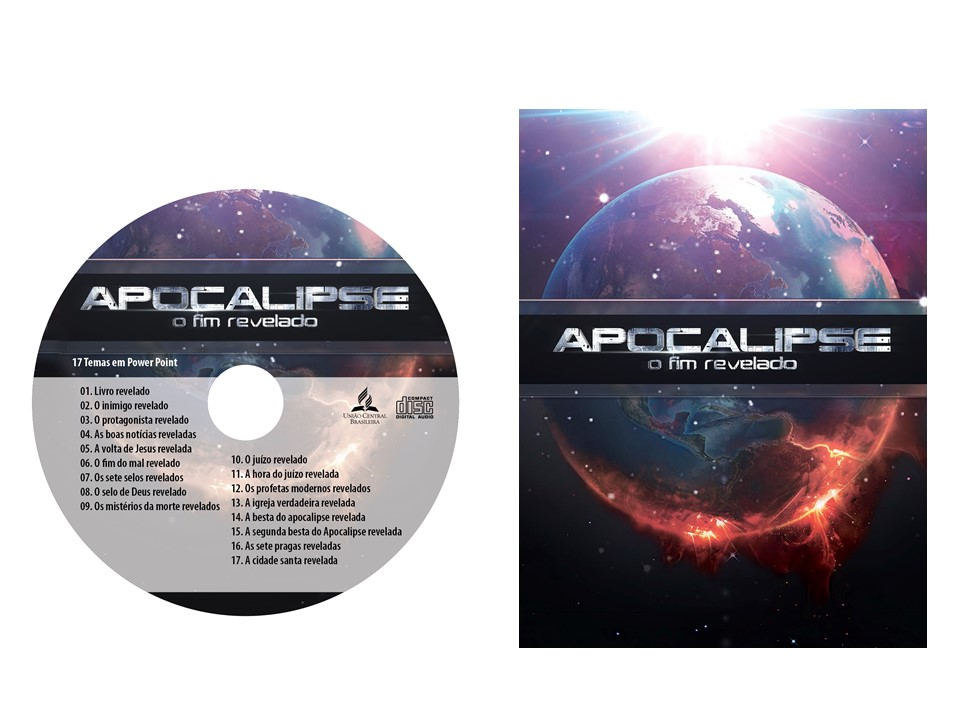 APOCALIPSE
o fim revelado
17 Temas em Power Point
01. Livro revelado
02. O inimigo revelado
03. O protagonista revelado
04. As boas notícias reveladas
05. A volta de Jesus revelada
06. O fim do mal revelado
07. Os sete selos revelados
08. O selo de Deus revelado
09. Os mistérios da morte revelados
10. O juízo revelado
11. A hora do juízo revelada
12. Os profetas modernos revelados
13. A igreja verdadeira revelada
14. A besta do apocalipse revelada
15. A segunda besta do Apocalipse revelada
16. As sete pragas reveladas
17. A cidade santa revelada
União Central
Brasileira
COMPACT
disc
DIGITAL AUDIO
APOCALIPSE
o fim revelado